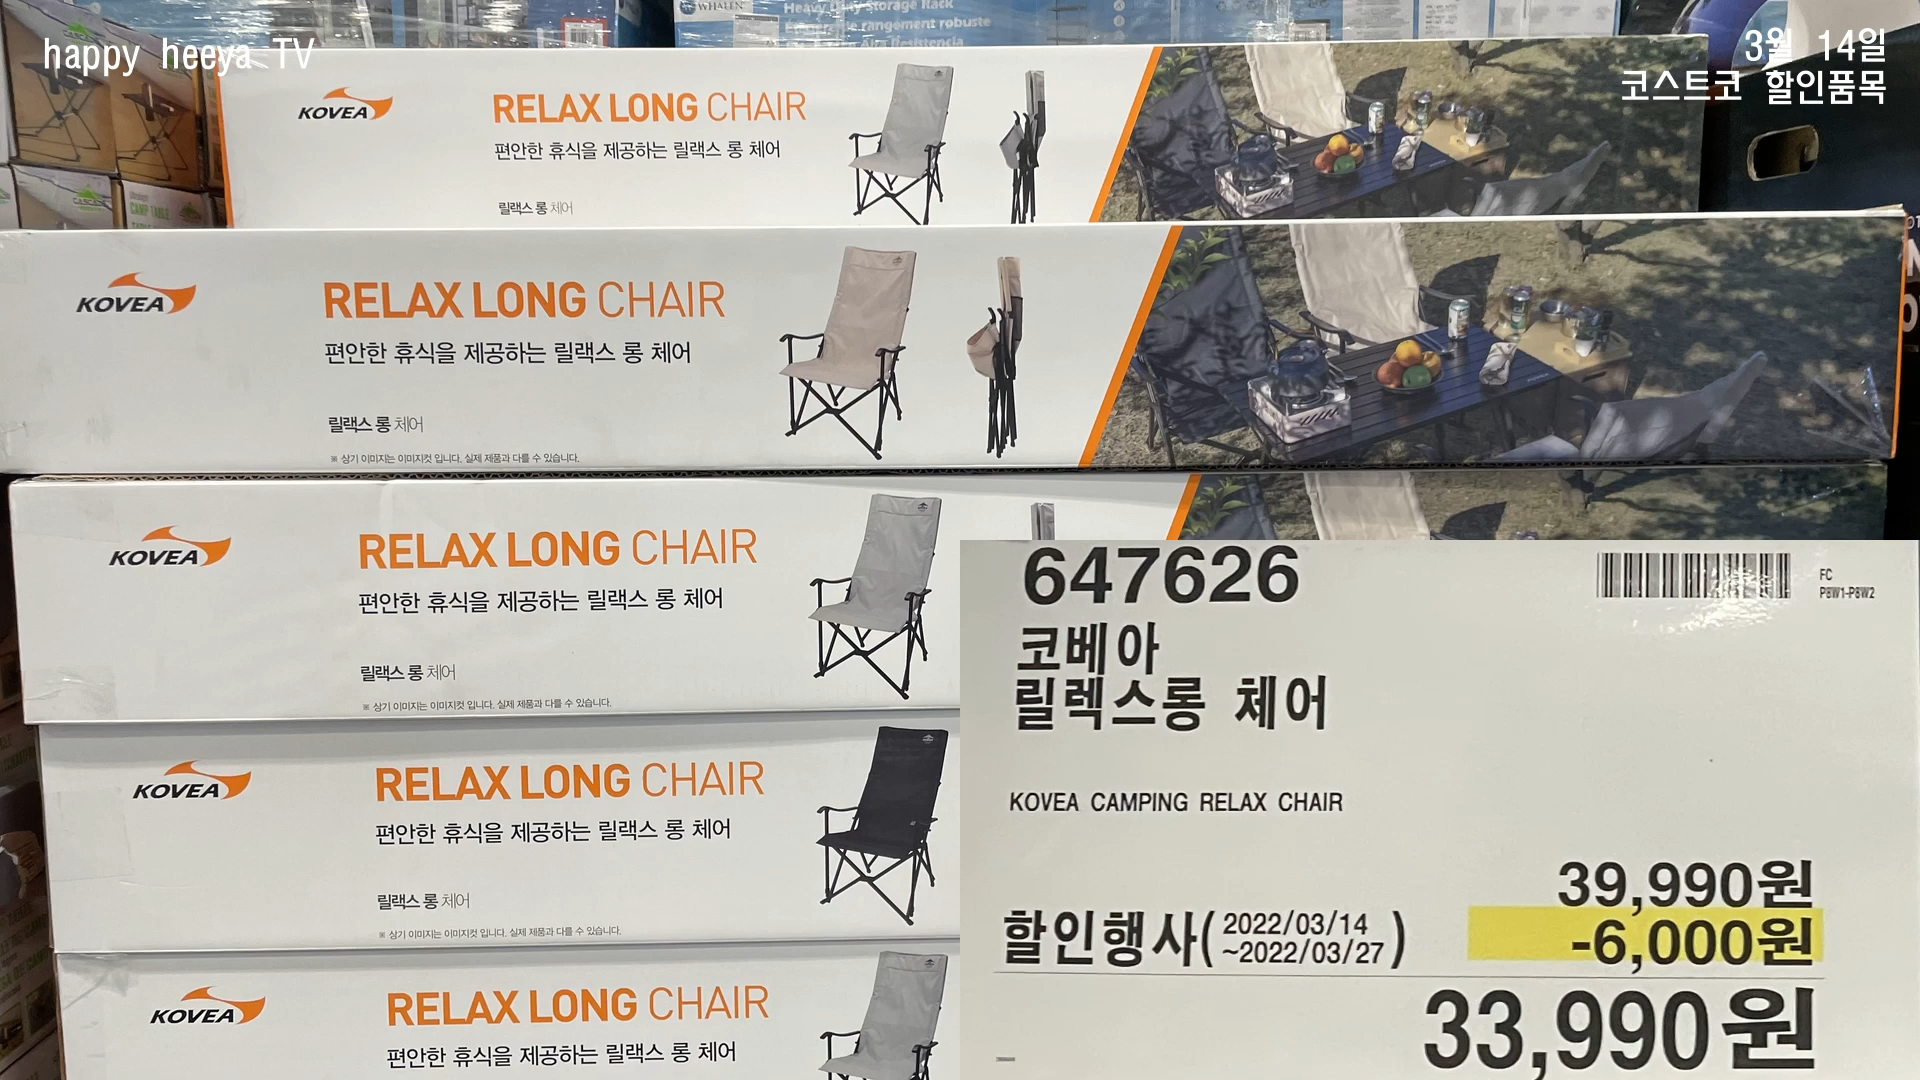 happy heeya TV
3월 14일
코스트코 할인품목
WHALEN
Heavy Duty Storage Rack
rangement robuste
KOVEA
RELAX LONG CHAIR
편안한 휴식을 제공하는 릴랙스 롱 체어
릴랙스 롱 체어
KOVEA
RELAX LONG CHAIR
편안한 휴식을 제공하는 릴랙스 롱 체어
릴랙스 롱 체어
※ 상기 이미지는 이미지컷 입니다. 실제 제품과 다를 수 있습니다.
KOVEA
RELAX LONG CHAIR
편안한 휴식을 제공하는 릴랙스 롱 체어
릴랙스 롱 체어
※ 상기 이미지는 이미지컷 입니다. 실제 제품과 다를 수 있습니다.
KOVEA
RELAX LONG CHAIR
편안한 휴식을 제공하는 릴랙스 롱 체어
릴랙스 롱 체어
※ 상기 이미지는 이미지컷 입니다. 실제 제품과 다를 수 있습니다.
KOVEA
RELAX LONG CHAIR
편안한 휴식을 제공하는 릴랙스 롱 체어
647626
FC
P8W1-P8W2
코베아
릴렉스롱 체어
KOVEA CAMPING RELAX CHAIR
39,990원
할인행사( 2022/03/14 ~2022/03/27 ) -6,000원
33,990원